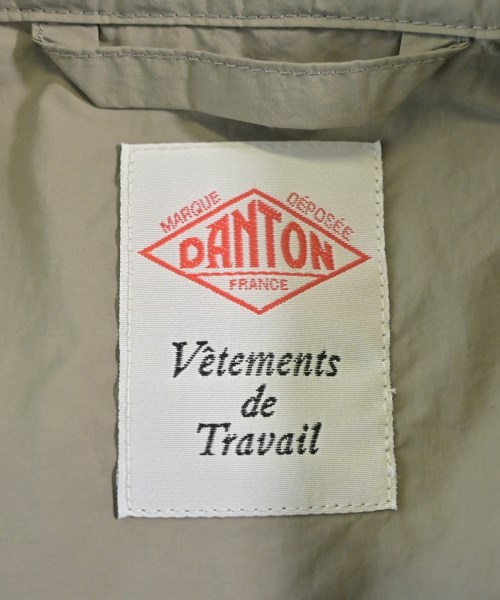 MARQUE DÉPOSÉE
DANTON
FRANCE
Vêtements
de
Travail